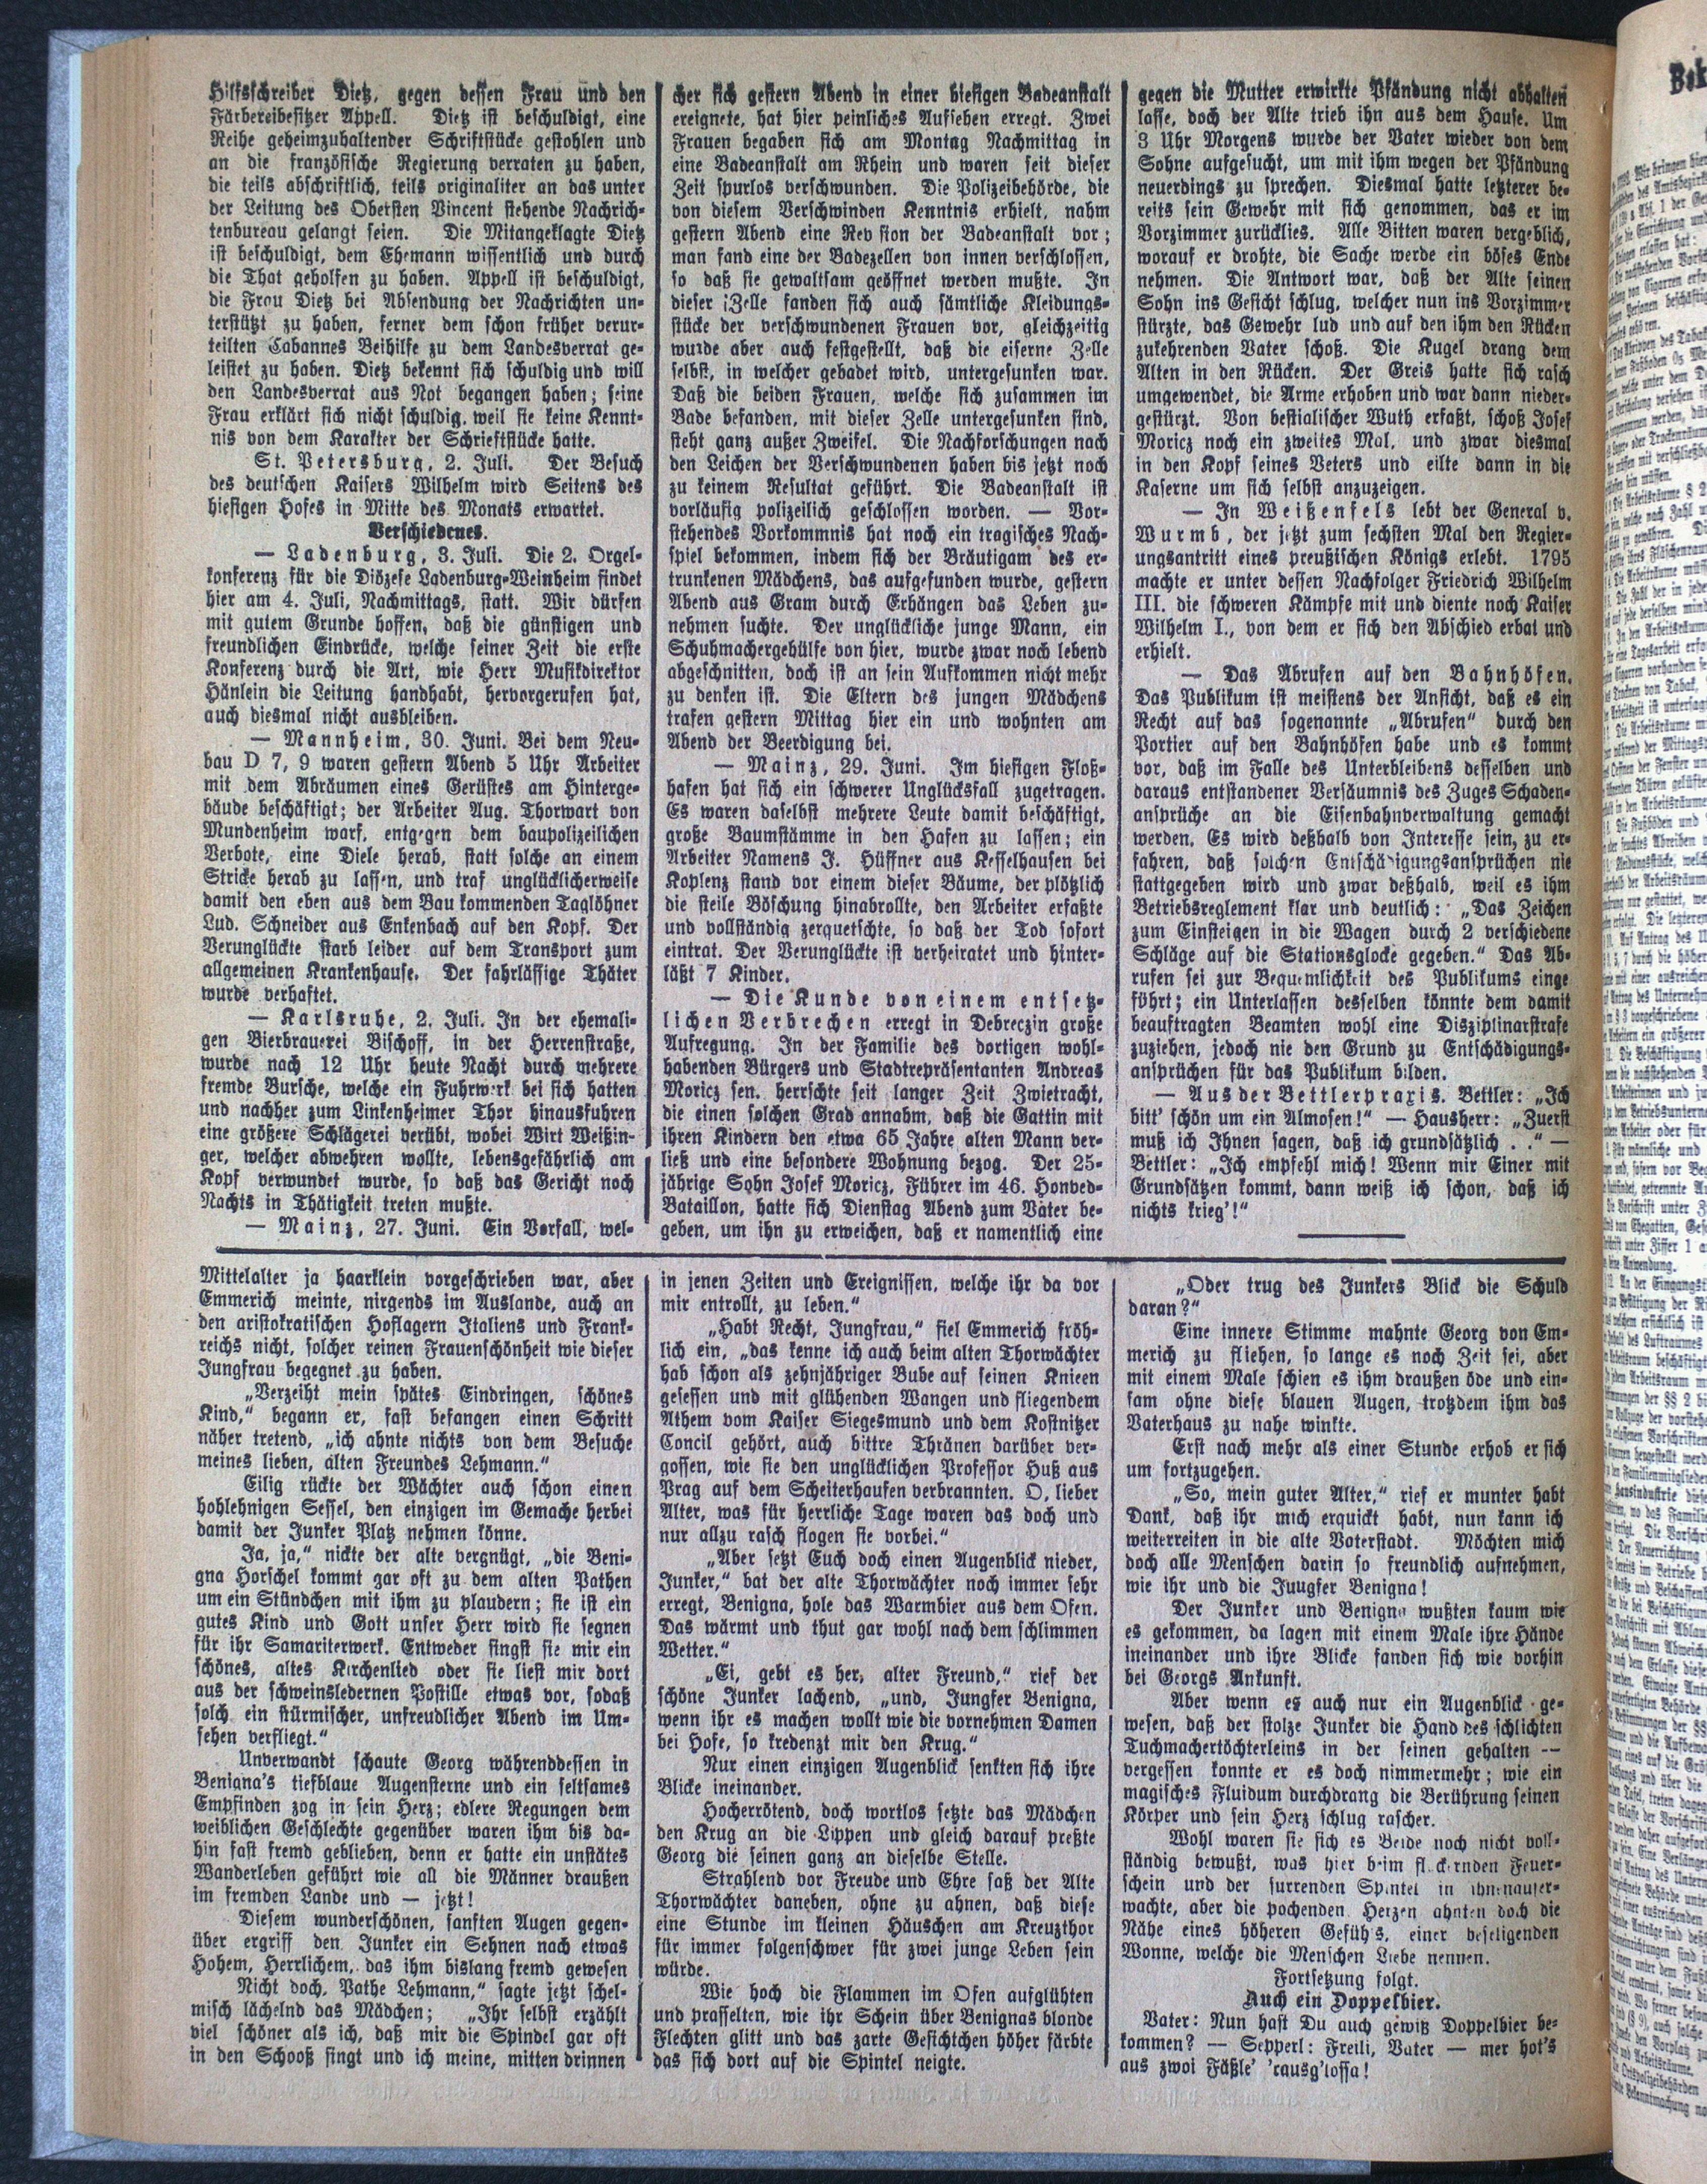 Hilfsschreiber Dietz, gegen dessen Frau und den
Färbereibesitzer Appell. Dietz ist beschuldigt, eine
Reihe geheimzuhaltender Schriftstücke gestohlen und
an die französische Regierung verraten zu haben,
die teils abschriftlich, teils originaliter an das unter
der Leitung des Obersten Vincent stehende Nachrich-
tenbureau gelangt seien. Die Mitangeklagte Dietz
ist beschuldigt, dem Ehemann wissentlich und durch
die That geholfen zu haben. Appell ist beschuldigt,
die Frau Dietz bei Absendung der Nachrichten un-
terstützt zu haben, ferner dem schon früher verur-
teilten Cabannes Beihilfe zu dem Landesverrat ge-
leistet zu haben. Dietz bekennt sich schuldig und will
den Landesverrat aus Not begangen haben; seine
Frau erklärt sich nicht schuldig, weil sie keine Kennt-
nis von dem Karakter der Schrieftstücke hatte.
St. Petersburg, 2. Juli. Der Besuch
des deutschen Kaisers Wilhelm wird Seitens des
hiesigen Hofes in Mitte des Monats erwartet.
Verschiedenes.
— Ladenburg, 3. Juli. Die 2. Orgel-
konferenz für die Diözese Ladenburg-Weinheim findet
hier am 4. Juli, Nachmittags, statt. Wir dürfen
mit gutem Grunde hoffen, daß die günstigen und
freundlichen Eindrücke, welche seiner Zeit die erste
Konferenz durch die Art, wie Herr Musikdirektor
Hänlein die Leitung handhabt, hervorgerufen hat,
auch diesmal nicht ausbleiben.
— Mannheim, 30. Juni. Bei dem Neu-
bau D 7, 9 waren gestern Abend 5 Uhr Arbeiter
mit dem Abräumen eines Gerüstes am Hinterge-
bäude beschäftigt; der Arbeiter Aug. Thorwart von
Mundenheim warf, entgegen dem baupolizeilichen
Verbote, eine Diele herab, statt solche an einem
Stricke herab zu lassen, und traf unglücklicherweise
damit den eben aus dem Bau kommenden Taglöhner
Lud. Schneider aus Enkenbach auf den Kopf. Der
Verunglückte starb leider auf dem Transport zum
allgemeinen Krankenhause. Der fahrlässige Thäter
wurde verhaftet.
— Karlsruhe, 2. Juli. In der ehemali-
gen Bierbrauerei Bischoff, in der Herrenstraße,
wurde nach 12 Uhr heute Nacht durch mehrere
fremde Bursche, welche ein Fuhrwerk bei sich hatten
und nachher zum Linkenheimer Thor hinausfuhren
eine größere Schlägerei verübt, wobei Wirt Weißin-
ger, welcher abwehren wollte, lebensgefährlich am
Kopf verwundet wurde, so daß das Gericht noch
Nachts in Thätigkeit treten mußte.
— Mainz, 27. Juni. Ein Vorfall, wel-
cher sich gestern Abend in einer hiesigen Badeanstalt
ereignete, hat hier peinliches Aufsehen erregt. Zwei
Frauen begaben sich am Montag Nachmittag in
eine Badeanstalt am Rhein und waren seit dieser
Zeit spurlos verschwunden. Die Polizeibehörde, die
von diesem Verschwinden Kenntnis erhielt, nahm
gestern Abend eine Rev sion der Badeanstalt vor;
man fand eine der Badezellen von innen verschlossen,
so daß sie gewaltsam geöffnet werden mußte. In
dieser Zelle fanden sich auch sämtliche Kleidungs-
stücke der verschwundenen Frauen vor, gleichzeitig
wurde aber auch festgestellt, daß die eiserne Zelle
selbst, in welcher gebadet wird, untergesunken war.
Daß die beiden Frauen, welche sich zusammen im
Bade befanden, mit dieser Zelle untergesunken sind,
steht ganz außer Zweifel. Die Nachforschungen nach
den Leichen der Verschwundenen haben bis jetzt noch
zu keinem Resultat geführt. Die Badeanstalt ist
vorläufig polizeilich geschlossen worden. — Vor-
stehendes Vorkommnis hat noch ein tragisches Nach-
spiel bekommen, indem sich der Bräutigam des er-
trunkenen Mädchens, das aufgefunden wurde, gestern
Abend aus Gram durch Erhängen das Leben zu-
nehmen suchte. Der unglückliche junge Mann, ein
Schuhmachergehülfe von hier, wurde zwar noch lebend
abgeschnitten, doch ist an sein Aufkommen nicht mehr
zu denken ist. Die Eltern des jungen Mädchens
trafen gestern Mittag hier ein und wohnten am
Abend der Beerdigung bei.
— Mainz, 29. Juni. Im hiesigen Floß-
hafen hat sich ein schwerer Unglücksfall zugetragen.
Es waren daselbst mehrere Leute damit beschäftigt,
große Baumstämme in den Hafen zu lassen; ein
Arbeiter Namens J. Hüffner aus Kesselhausen bei
Koplenz stand vor einem dieser Bäume, der plötzlich
die steile Böschung hinabrollte, den Arbeiter erfaßte
und vollständig zerquetschte, so daß der Tod sofort
eintrat. Der Verunglückte ist verheiratet und hinter-
läßt 7 Kinder.
— Die Kunde von einem entsetz-
lichen Verbrechen erregt in Debreczin große
Aufregung. In der Familie des dortigen wohl-
habenden Bürgers und Stadtrepräsentanten Andreas
Moricz sen. herrschte seit langer Zeit Zwietracht,
die einen solchen Grad annahm, daß die Gattin mit
ihren Kindern den etwa 65 Jahre alten Mann ver-
ließ und eine besondere Wohnung bezog. Der 25-
jährige Sohn Josef Moricz, Führer im 46. Honved-
Bataillon, hatte sich Dienstag Abend zum Vater be-
geben, um ihn zu erweichen, daß er namentlich eine
gegen die Mutter erwirkte Pfändung nicht abhalten
lasse, doch der Alte trieb ihn aus dem Hause. Um
3 Uhr Morgens wurde der Vater wieder von dem
Sohne aufgesucht, um mit ihm wegen der Pfändung
neuerdings zu sprechen. Diesmal hatte letzterer be-
reits sein Gewehr mit sich genommen, das er im
Vorzimmer zurücklies. Alle Bitten waren vergeblich,
worauf er drohte, die Sache werde ein böses Ende
nehmen. Die Antwort war, daß der Alte seinen
Sohn ins Gesicht schlug, welcher nun ins Vorzimmer
stürzte, das Gewehr lud und auf den ihm den Rücken
zukehrenden Vater schoß. Die Kugel drang dem
Alten in den Rücken. Der Greis hatte sich rasch
umgewendet, die Arme erhoben und war dann nieder-
gestürzt. Von bestialischer Wuth erfaßt, schoß Josef
Moricz noch ein zweites Mal, und zwar diesmal
in den Kopf seines Veters und eilte dann in die
Kaserne um sich selbst anzuzeigen.
— In Weißenfels lebt der General v.
Wurmb, der jetzt zum sechsten Mal den Regier-
ungsantritt eines preußischen Königs erlebt. 1795
machte er unter dessen Nachfolger Friedrich Wilhelm
III. die schweren Kämpfe mit und diente noch Kaiser
Wilhelm I., von dem er sich den Abschied erbat und
erhielt.
— Das Abrufen auf den Bahnhöfen.
Das Publikum ist meistens der Ansicht, daß es ein
Recht auf das sogenannte „Abrufen“ durch den
Portier auf den Bahnhöfen habe und es kommt
vor, daß im Falle des Unterbleibens desselben und
daraus entstandener Versäumnis des Zuges Schaden-
ansprüche an die Eisenbahnverwaltung gemacht
werden. Es wird deßhalb von Interesse sein, zu er-
fahren, daß solchen Entschädigungsansprüchen nie
stattgegeben wird und zwar deßhalb, weil es ihm
Betriebsreglement klar und deutlich: „Das Zeichen
zum Einsteigen in die Wagen durch 2 verschiedene
Schläge auf die Stationsglocke gegeben.“ Das Ab-
rufen sei zur Bequemlichkeit des Publikums einge
führt; ein Unterlassen desselben könnte dem damit
beauftragten Beamten wohl eine Disziplinarstrafe
zuziehen, jedoch nie den Grund zu Entschädigungs-
ansprüchen für das Publikum bilden.
— Aus der Bettlerpraxis. Bettler: „Ich
bitt' schön um ein Almosen!“ — Hausherr: „Zuerst
muß ich Ihnen sagen, daß ich grundsätzlich . .“ —
Bettler: „Ich empfehl mich! Wenn mir Einer mit
Grundsätzen kommt, dann weiß ich schon, daß ich
nichts krieg'!“
Mittelalter ja haarklein vorgeschrieben war, aber
Emmerich meinte, nirgends im Auslande, auch an
den aristokratischen Hoflagern Italiens und Frank-
reichs nicht, solcher reinen Frauenschönheit wie dieser
Jungfrau begegnet zu haben.
„Verzeiht mein spätes Eindringen, schönes
Kind,“ begann er, fast befangen einen Schritt
näher tretend, „ich ahnte nichts von dem Besuche
meines lieben, alten Freundes Lehmann.“
Eilig rückte der Wächter auch schon einen
hohlehnigen Sessel, den einzigen im Gemache herbei
damit der Junker Platz nehmen könne.
Ja, ja,“ nickte der alte vergnügt, „die Beni-
gna Horschel kommt gar oft zu dem alten Pathen
um ein Stündchen mit ihm zu plaudern; sie ist ein
gutes Kind und Gott unser Herr wird sie segnen
für ihr Samariterwerk. Entweder singst sie mir ein
schönes, altes Kirchenlied oder sie liest mir dort
aus der schweinsledernen Postille etwas vor, sodaß
solch ein stürmischer, unfreudlicher Abend im Um-
sehen verfliegt.“
Unverwandt schaute Georg währenddessen in
Benigna's tiefblaue Augensterne und ein seltsames
Empfinden zog in sein Herz; edlere Regungen dem
weiblichen Geschlechte gegenüber waren ihm bis da-
hin fast fremd geblieben, denn er hatte ein unstätes
Wanderleben geführt wie all die Männer draußen
im fremden Lande und — jetzt!
Diesem wunderschönen, sanften Augen gegen-
über ergriff den Junker ein Sehnen nach etwas
Hohem, Herrlichem, das ihm bislang fremd gewesen
Nicht doch, Pathe Lehmann,“ sagte jetzt schel-
misch lächelnd das Mädchen; „Ihr selbst erzählt
viel schöner als ich, daß mir die Spindel gar oft
in den Schooß singt und ich meine, mitten drinnen
in jenen Zeiten und Ereignissen, welche ihr da vor
mir entrollt, zu leben.“
„Habt Recht, Jungfrau,“ fiel Emmerich fröh-
lich ein, „das kenne ich auch beim alten Thorwächter
hab schon als zehnjähriger Bube auf seinen Knieen
gesessen und mit glühenden Wangen und fliegendem
Athem vom Kaiser Siegesmund und dem Kostnitzer
Concil gehört, auch bittre Thränen darüber ver-
gossen, wie sie den unglücklichen Professor Huß aus
Prag auf dem Scheiterhaufen verbrannten. O, lieber
Alter, was für herrliche Tage waren das doch und
nur allzu rasch flogen sie vorbei.“
„Aber setzt Euch doch einen Augenblick nieder,
Junker,“ bat der alte Thorwächter noch immer sehr
erregt, Benigna, hole das Warmbier aus dem Ofen.
Das wärmt und thut gar wohl nach dem schlimmen
Wetter.“
„Ei, gebt es her, alter Freund,“ rief der
schöne Junker lachend, „und, Jungfer Benigna,
wenn ihr es machen wollt wie die vornehmen Damen
bei Hofe, so kredenzt mir den Krug.“
Nur einen einzigen Augenblick senkten sich ihre
Blicke ineinander.
Hocherrötend, doch wortlos setzte das Mädchen
den Krug an die Lippen und gleich darauf preßte
Georg die seinen ganz an dieselbe Stelle.
Strahlend vor Freude und Ehre saß der Alte
Thorwächter daneben, ohne zu ahnen, daß diese
eine Stunde im kleinen Häuschen am Kreuzthor
für immer folgenschwer für zwei junge Leben sein
würde.
Wie hoch die Flammen im Ofen aufglühten
und prasselten, wie ihr Schein über Benignas blonde
Flechten glitt und das zarte Gesichtchen höher färbte
das sich dort auf die Spintel neigte.
„Oder trug des Junkers Blick die Schuld
daran?“
Eine innere Stimme mahnte Georg von Em-
merich zu fliehen, so lange es noch Zeit sei, aber
mit einem Male schien es ihm draußen öde und ein-
sam ohne diese blauen Augen, trotzdem ihm das
Vaterhaus zu nahe winkte.
Erst nach mehr als einer Stunde erhob er sich
um fortzugehen.
„So, mein guter Alter,“ rief er munter habt
Dank, daß ihr mich erquickt habt, nun kann ich
weiterreiten in die alte Vaterstadt. Möchten mich
doch alle Menschen darin so freundlich aufnehmen,
wie ihr und die Juugfer Benigna!
Der Junker und Benigna wußten kaum wie
es gekommen, da lagen mit einem Male ihre Hände
ineinander und ihre Blicke fanden sich wie vorhin
bei Georgs Ankunft.
Aber wenn es auch nur ein Augenblick ge-
wesen, daß der stolze Junker die Hand des schlichten
Tuchmachertöchterleins in der seinen gehalten —
vergessen konnte er es doch nimmermehr; wie ein
magisches Fluidum durchdrang die Berührung seinen
Körper und sein Herz schlug rascher.
Wohl waren sie sich es Beide noch nicht voll-
ständig bewußt, was hier beim flackernden Feuer-
schein und der surrenden Spintel in ihnen aufer-
wachte, aber die pochenden Herzen ahnten doch die
Nähe eines höheren Gefühls, einer beseligenden
Wonne, welche die Menschen Liebe nennen.
Fortsetzung folgt.
Auch ein Doppelbier.
Vater: Nun hast Du auch gewiß Doppelbier be-
kommen? — Sepperl: Freili, Vater — mer hot's
aus zwoi Fäßle' 'rausg'lossa!